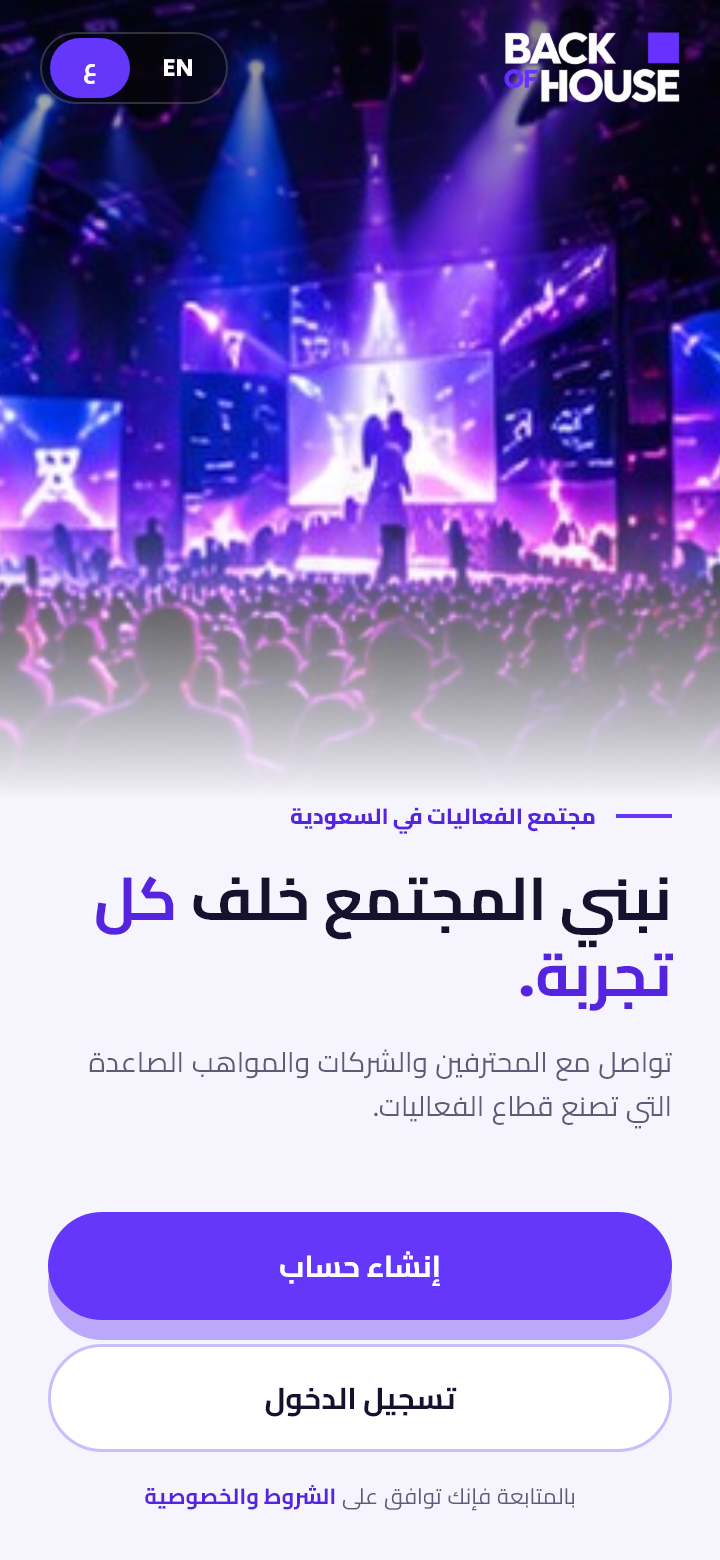 BACK
OF HOUSE
ع EN
مجتمع الفعاليات في السعودية
نبني المجتمع خلف كل
تجربة.
تواصل مع المحترفين والشركات والمواهب الصاعدة
التي تصنع قطاع الفعاليات.
إنشاء حساب
تسجيل الدخول
بالمتابعة فإنك توافق على الشروط والخصوصية